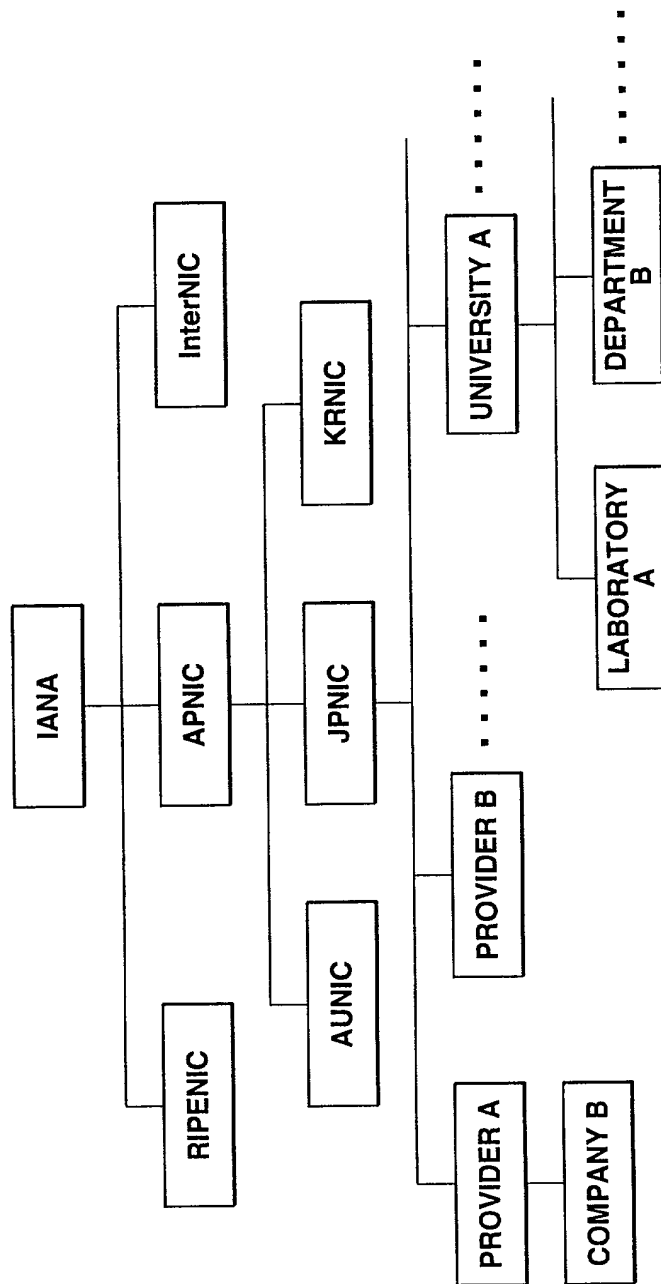 IANA
RIPENIC
APNIC
InterNIC
AUNIC
JPNIC
KRNIC
PROVIDER A
PROVIDER B
UNIVERSITY A
COMPANY B
LABORATORY
A
DEPARTMENT
B